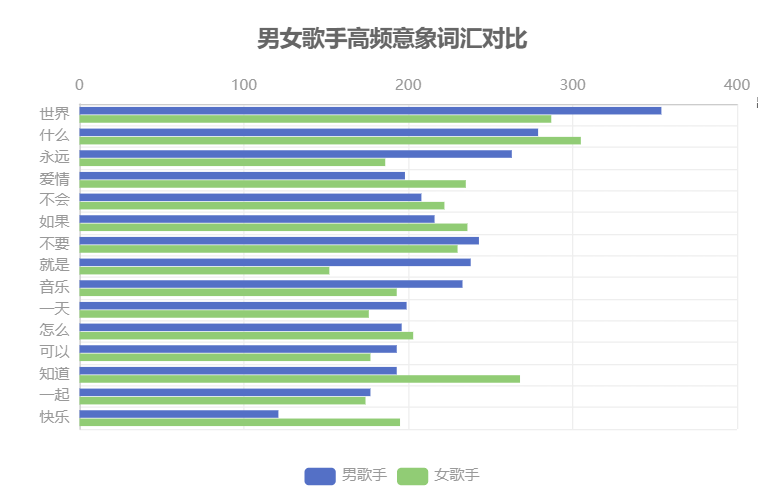 男女歌手高频意象词汇对比
0 100 200 300 400
世界
什么
永远
爱情
不会
如果
不要
就是
音乐
一天
怎么
可以
知道
一起
快乐
男歌手 女歌手